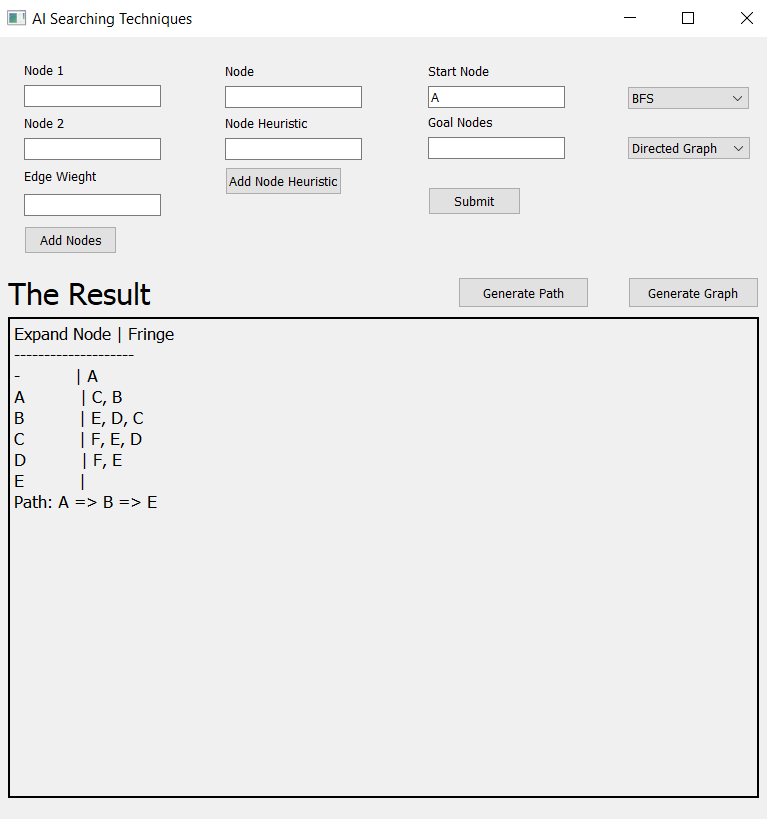 AI Searching Techniques
Node 1
Node
Start Node
A
BFS
Node 2
Node Heuristic
Goal Nodes
Directed Graph
Edge Wieght
Add Node Heuristic
Submit
Add Nodes
The Result
Generate Path
Generate Graph
Expand Node | Fringe
--------------------
- | A
A | C, B
B | E, D, C
C | F, E, D
D | F, E
E |
Path: A => B => E